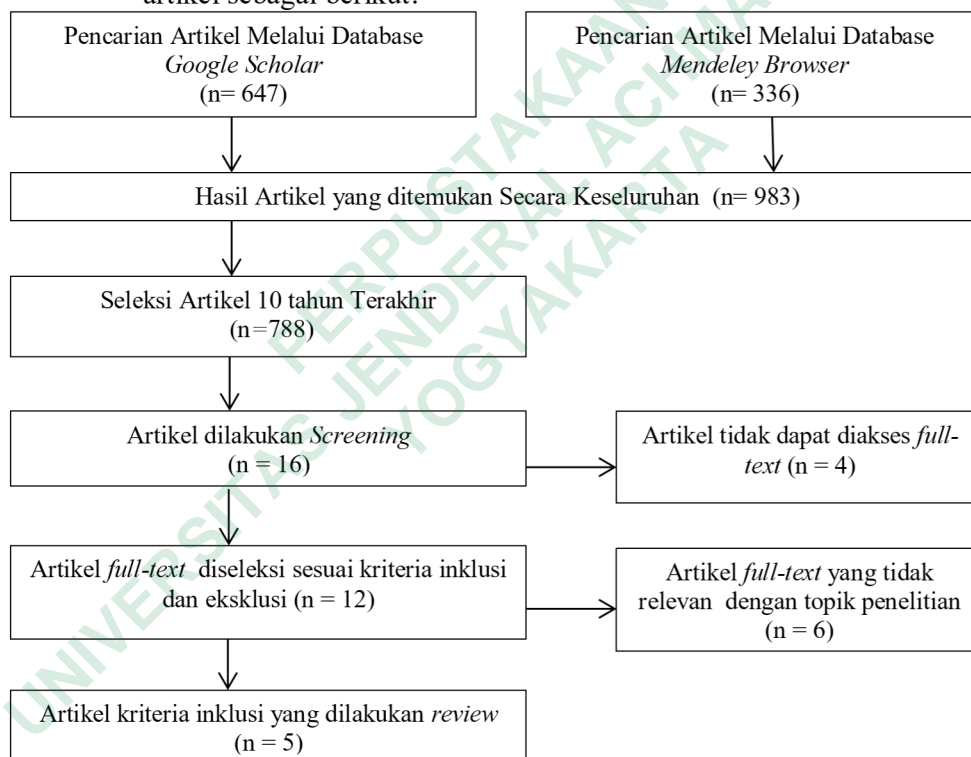 artikel sebagai berikut:
Pencarian Artikel Melalui Database
Google Scholar
(n= 647)
Pencarian Artikel Melalui Database
Mendeley Browser
(n= 336)
Hasil Artikel yang ditemukan Secara Keseluruhan (n= 983)
Seleksi Artikel 10 tahun Terakhir
(n=788)
Artikel dilakukan Screening
(n = 16)
Artikel tidak dapat diakses full-
text (n = 4)
Artikel full-text diseleksi sesuai kriteria inklusi
dan eksklusi (n = 12)
Artikel full-text yang tidak
relevan dengan topik penelitian
(n = 6)
Artikel kriteria inklusi yang dilakukan review
(n = 5)
PERPUSTAKAAN
UNIVERSITAS JENDERAL ACHMA
YOGYAKARTA